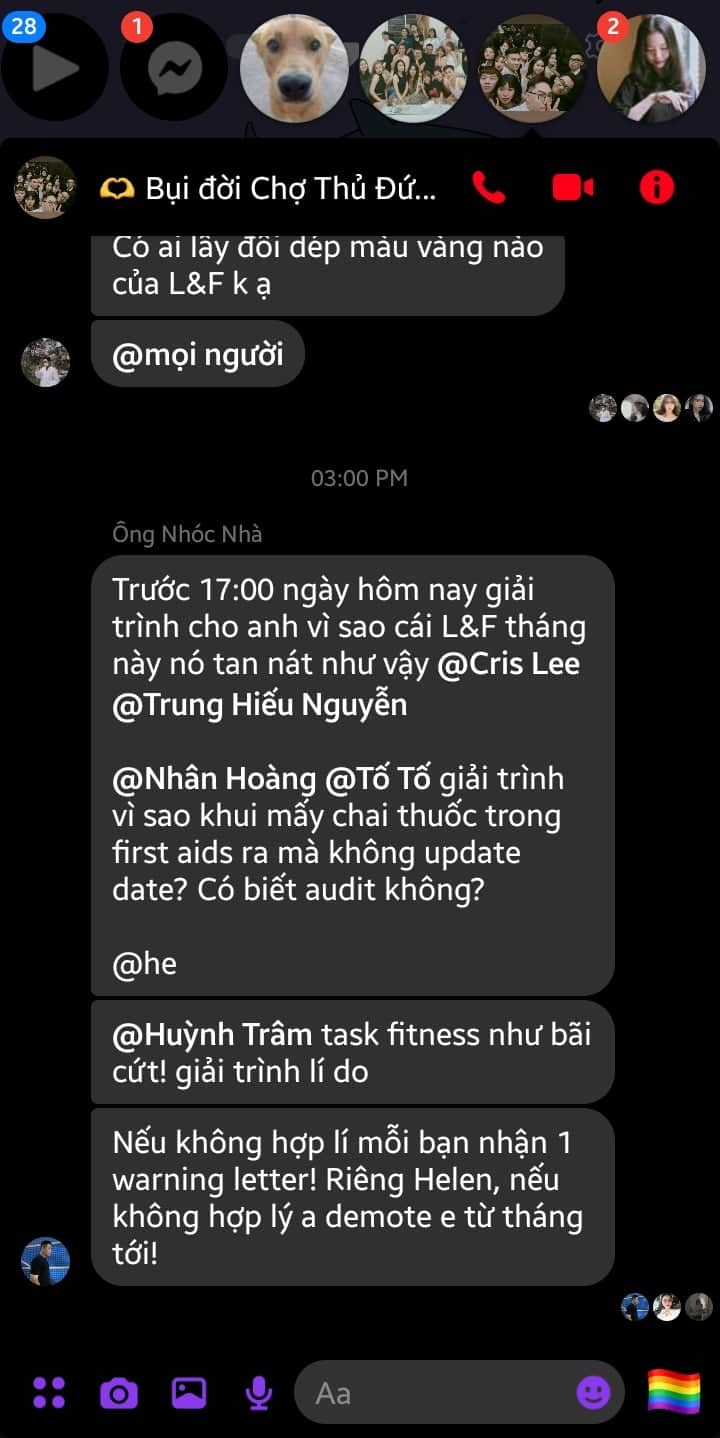 28
1
2
🫶 Bụi đời Chợ Thủ Đứ...
Có ai lấy đôi dép màu vàng nào
của L&F k ạ
@mọi người
03:00 PM
Ông Nhóc Nhà
Trước 17:00 ngày hôm nay giải
trình cho anh vì sao cái L&F tháng
này nó tan nát như vậy @Cris Lee
@Trung Hiếu Nguyễn
@Nhân Hoàng @Tố Tố giải trình
vì sao khui mấy chai thuốc trong
first aids ra mà không update
date? Có biết audit không?
@he
@Huỳnh Trâm task fitness như bãi
cứt! giải trình lí do
Nếu không hợp lí mỗi bạn nhận 1
warning letter! Riêng Helen, nếu
không hợp lý a demote e từ tháng
tới!
Aa